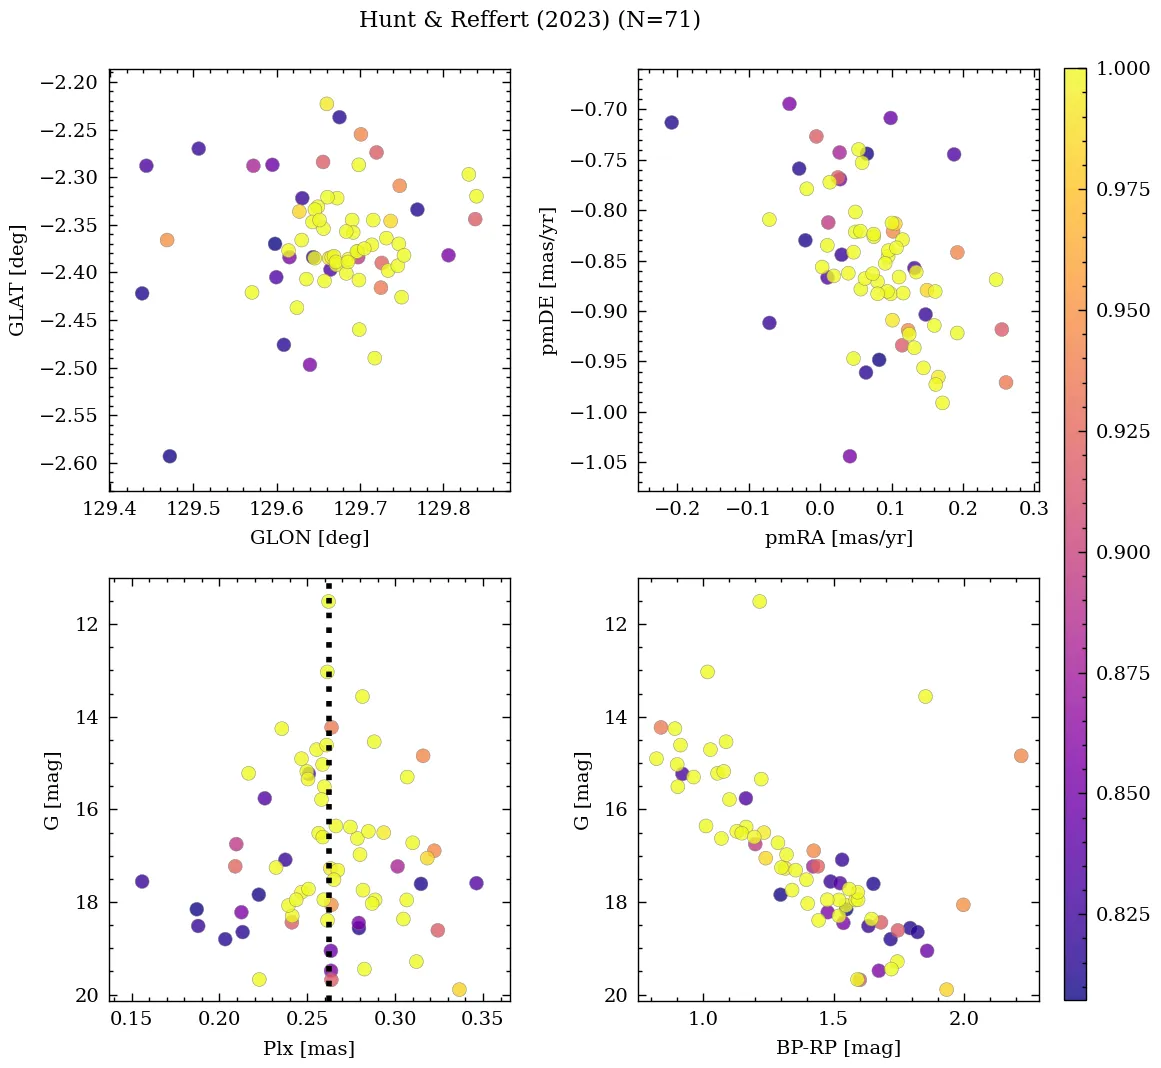 Hunt & Reffert (2023) (N=71)
−2.20
−2.25
−2.30
−2.35
−2.40
−2.45
−2.50
−2.55
−2.60
GLAT [deg]
129.4 129.5 129.6 129.7 129.8
GLON [deg]
−0.70
−0.75
−0.80
−0.85
−0.90
−0.95
−1.00
−1.05
pmDE [mas/yr]
−0.2 −0.1 0.0 0.1 0.2 0.3
pmRA [mas/yr]
12
14
16
18
20
G [mag]
0.15 0.20 0.25 0.30 0.35
Plx [mas]
12
14
16
18
20
G [mag]
1.0 1.5 2.0
BP-RP [mag]
1.000
0.975
0.950
0.925
0.900
0.875
0.850
0.825